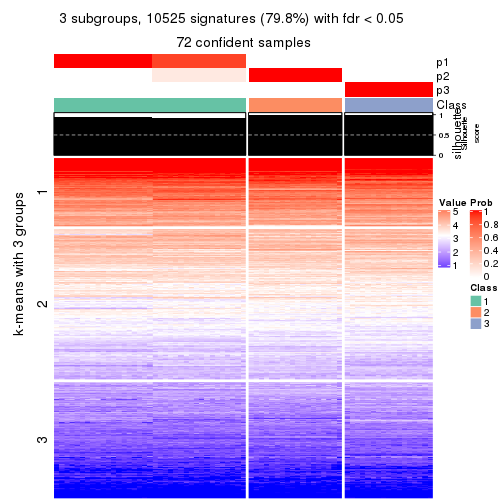 3 subgroups, 10525 signatures (79.8%) with fdr < 0.05
72 confident samples
p1
p2
p3
Class
1
0.5
0
silhouette
Silhouette
score
k-means with 3 groups
1
2
3
Value
5
4
3
2
1
Prob
1
0.8
0.6
0.4
0.2
0
Class
1
2
3